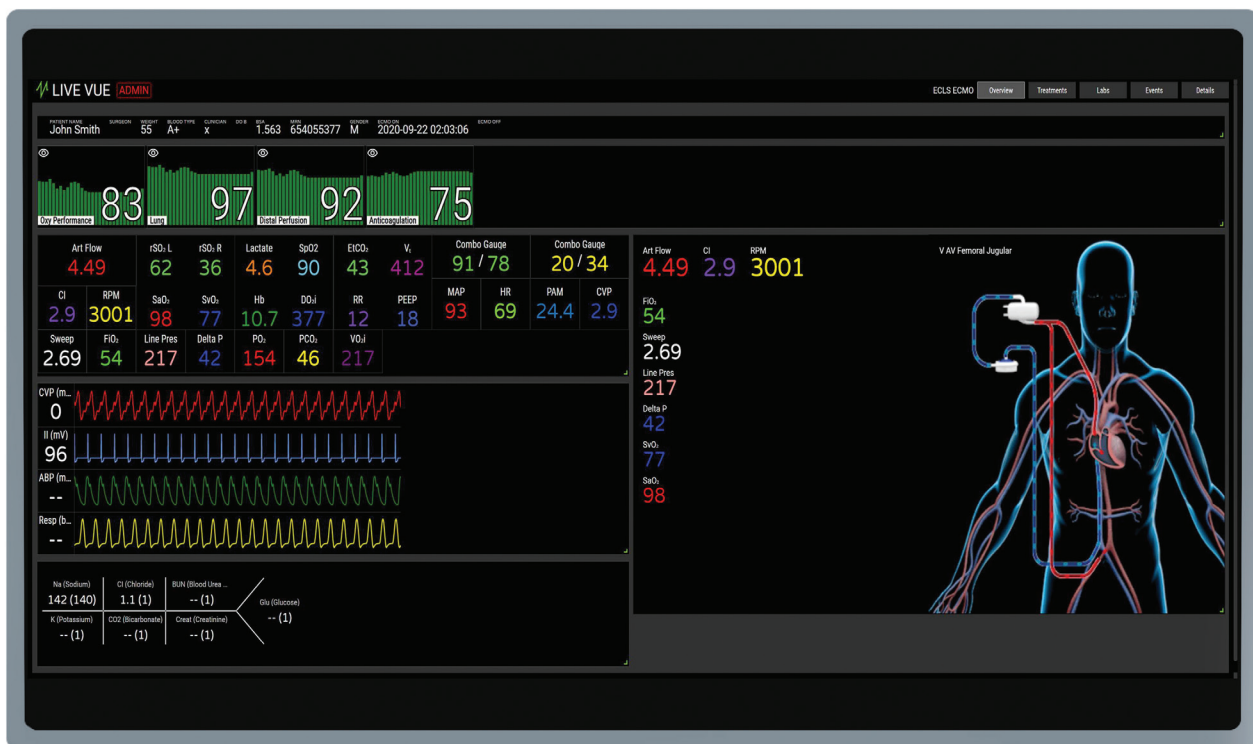 LIVE VUE ADMIN
ECLS ECMO Overview Treatments Labs Events Details
PATIENT NAME SURGEON WEIGHT BLOOD TYPE CLINICIAN DO B BSA MRN GENDER ECMO ON ECMO OFF
John Smith 55 A+ x 1.563 654055377 M 2020-09-22 02:03:06
Oxy Performance 83
Lung 97
Distal Perfusion 92
Anticoagulation 75
Art Flow rSO₂ L rSO₂ R Lactate SpO2 EtCO₂ Vₜ Combo Gauge Combo Gauge
4.49 62 36 4.6 90 43 412 91 / 78 20 / 34
CI RPM SaO₂ SvO₂ Hb DO₂i RR PEEP MAP HR PAM CVP
2.9 3001 98 77 10.7 377 12 18 93 69 24.4 2.9
Sweep FiO₂ Line Pres Delta P PO₂ PCO₂ VO₂i
2.69 54 217 42 154 46 217
CVP (m...
0
II (mV)
96
ABP (m...
--
Resp (b...
--
Na (Sodium) Cl (Chloride) BUN (Blood Urea ...
142 (140) 1.1 (1) -- (1)
Glu (Glucose)
-- (1)
K (Potassium) CO2 (Bicarbonate) Creat (Creatinine)
-- (1) -- (1) -- (1)
Art Flow CI RPM
4.49 2.9 3001
FiO₂
54
Sweep
2.69
Line Pres
217
Delta P
42
SvO₂
77
SaO₂
98
V AV Femoral Jugular